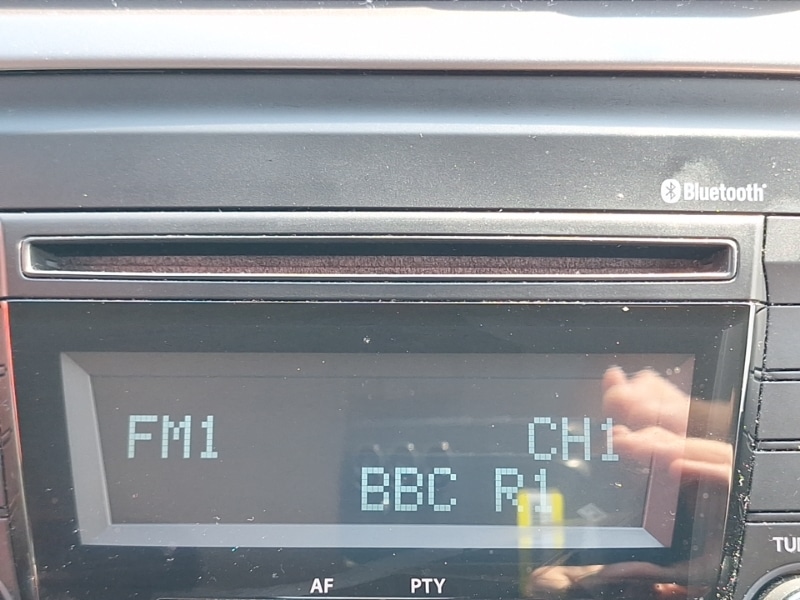 Bluetooth
FM1 CH1
BBC R1
AF PTY